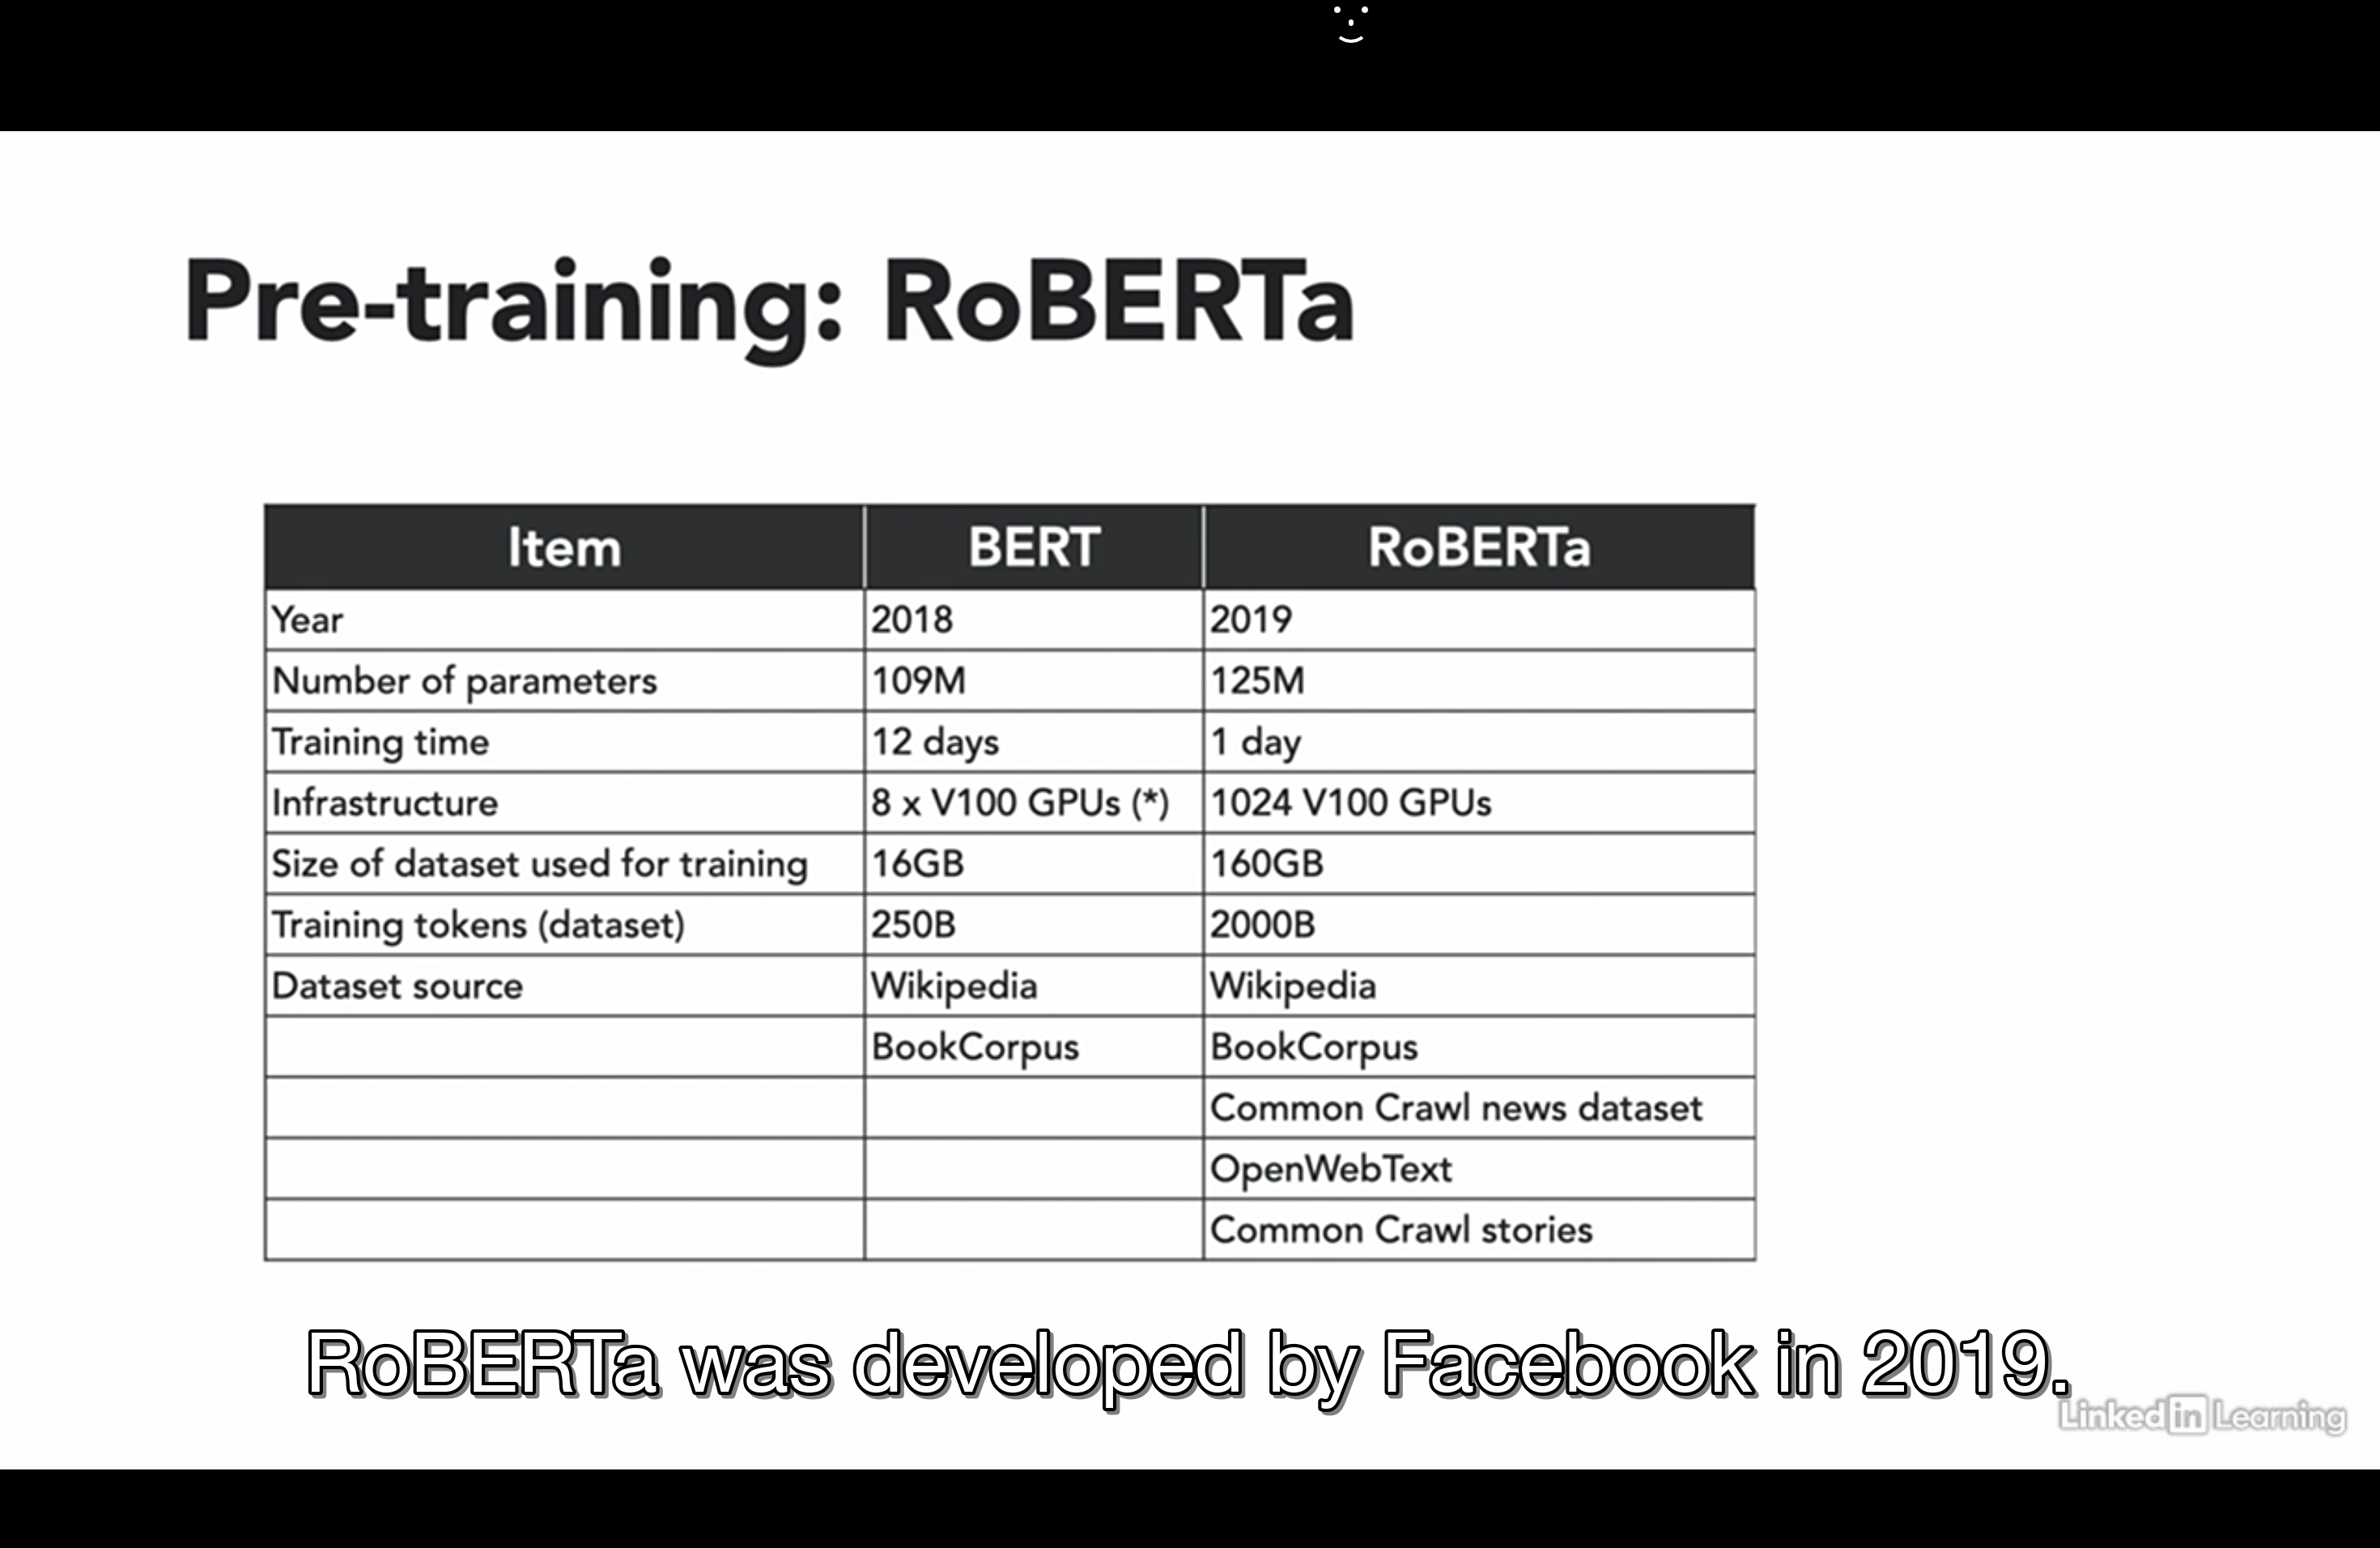 Pre-training: RoBERTa
Item BERT RoBERTa
Year 2018 2019
Number of parameters 109M 125M
Training time 12 days 1 day
Infrastructure 8 x V100 GPUs (*) 1024 V100 GPUs
Size of dataset used for training 16GB 160GB
Training tokens (dataset) 250B 2000B
Dataset source Wikipedia Wikipedia
BookCorpus BookCorpus
Common Crawl news dataset
OpenWebText
Common Crawl stories
RoBERTa was developed by Facebook in 2019.
Linked in Learning